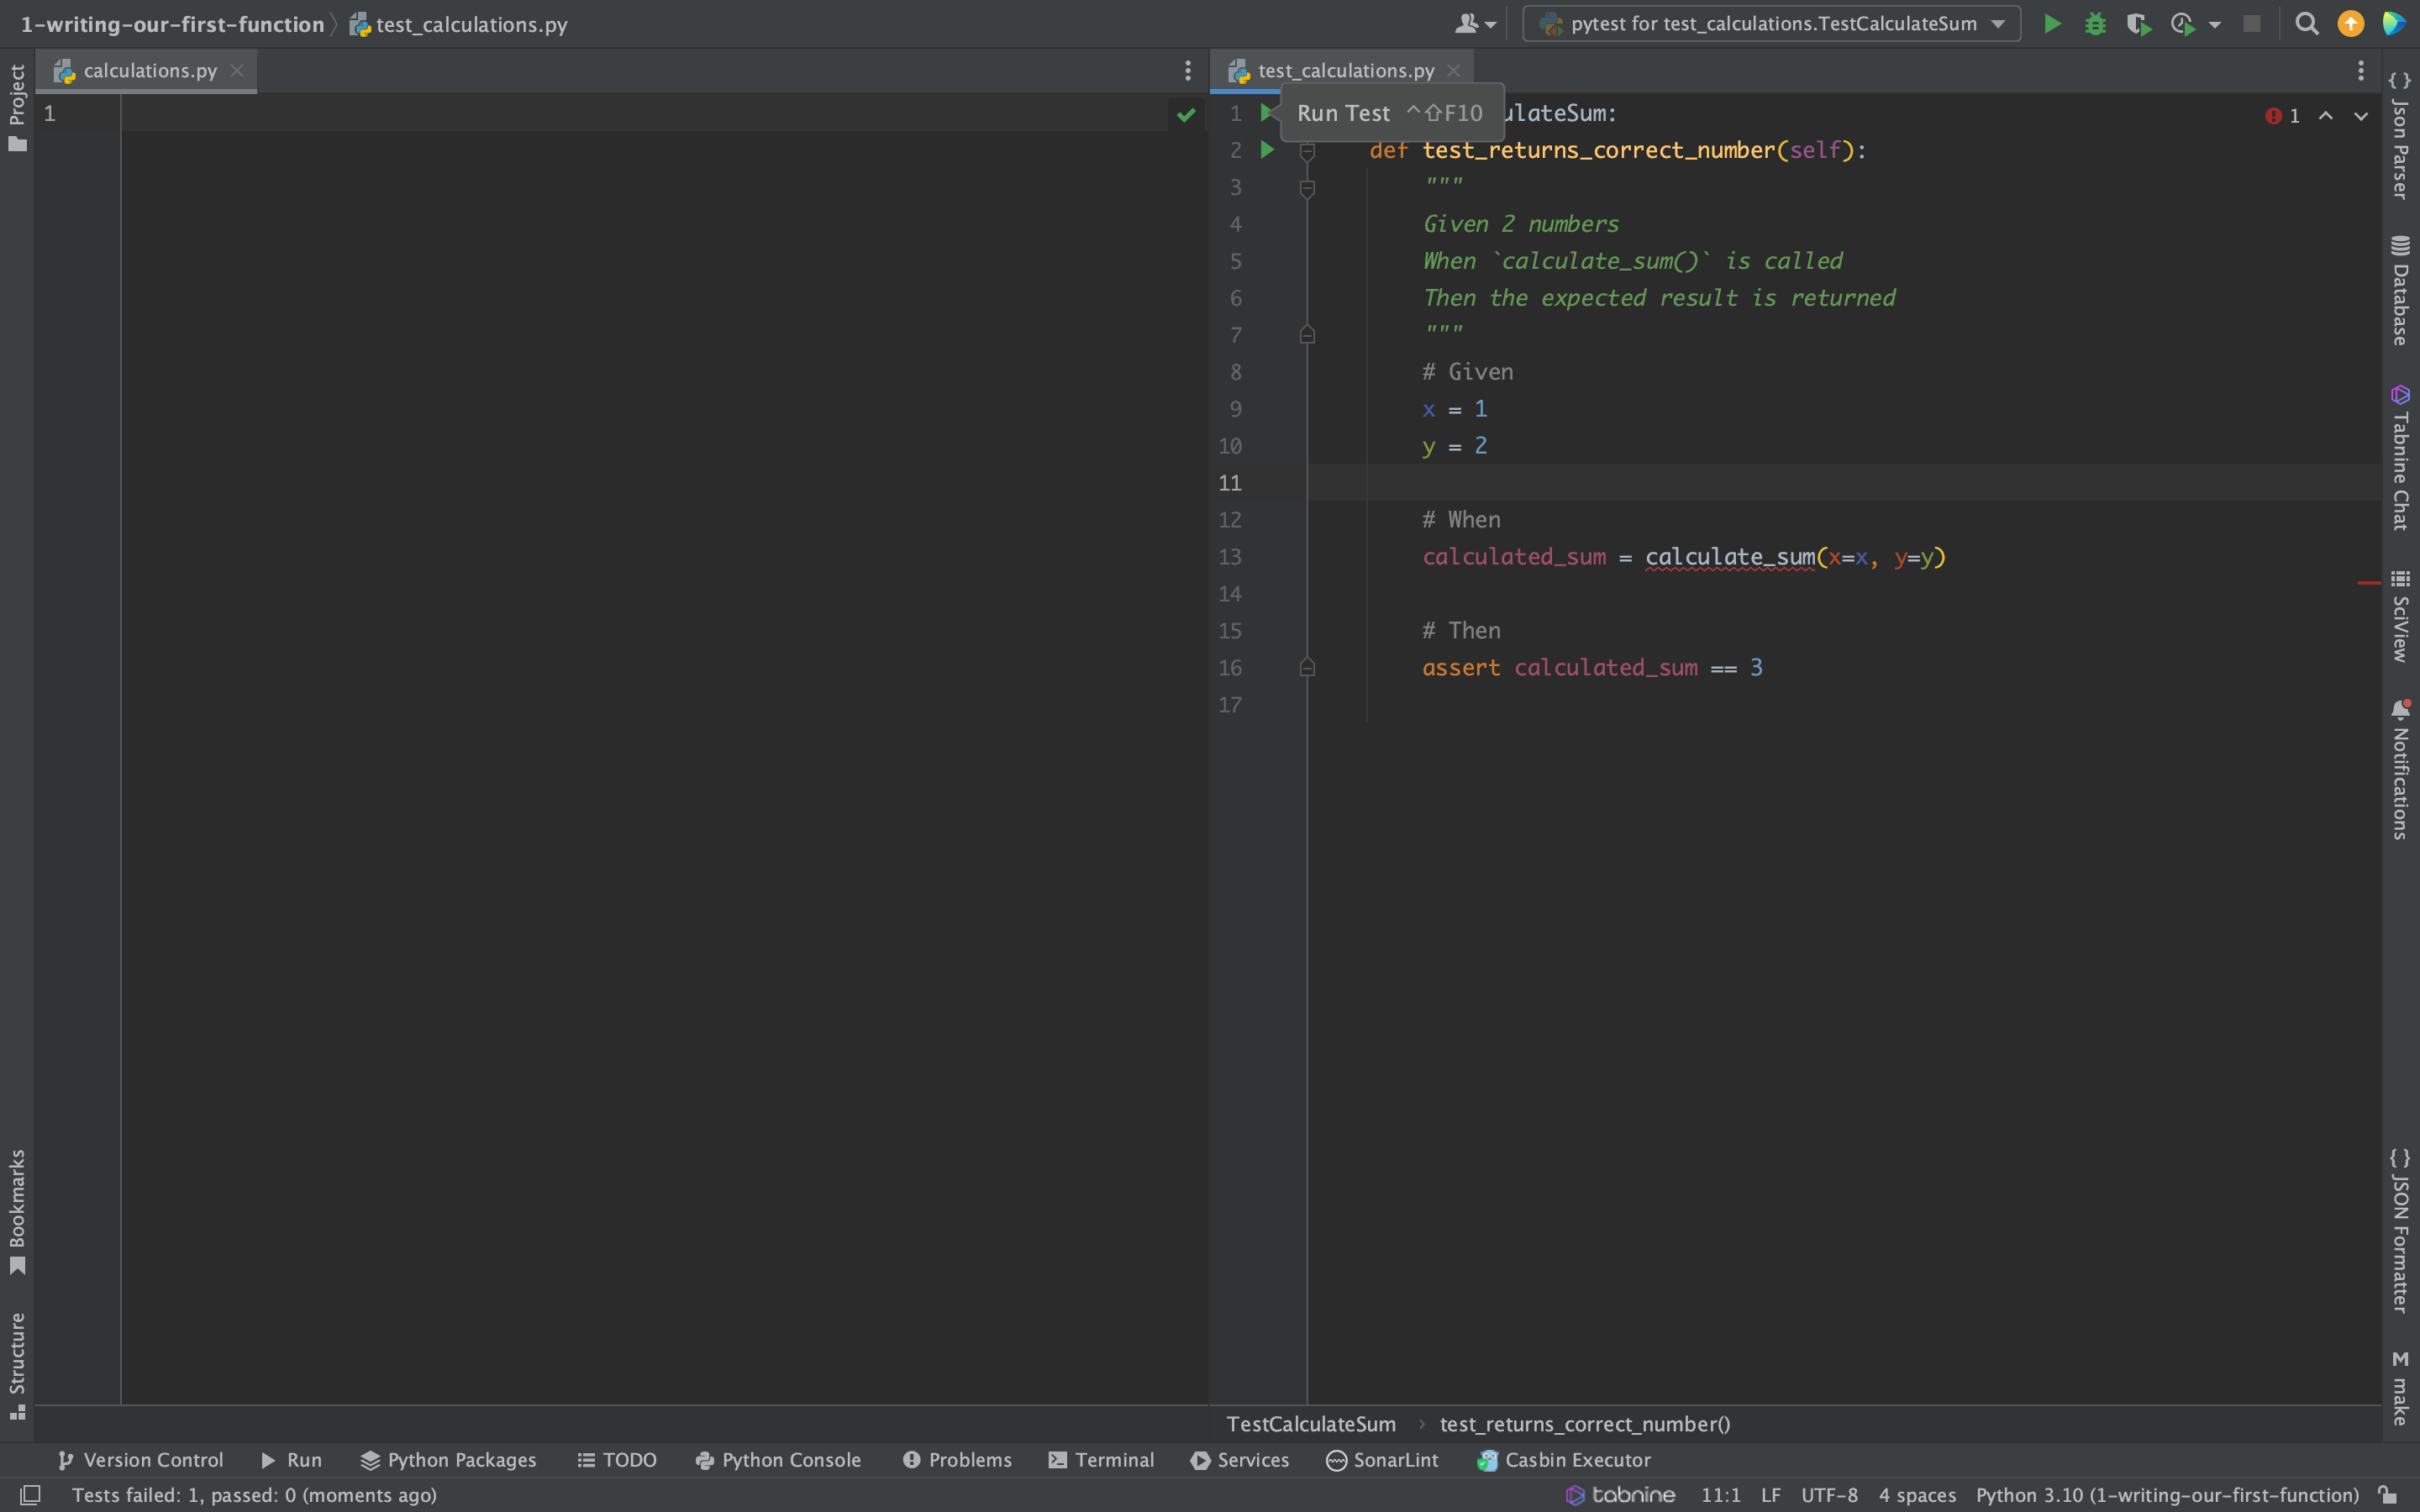 1-writing-our-first-function
test_calculations.py
pytest for test_calculations.TestCalculateSum
Project
calculations.py
1
test_calculations.py
Run Test ^⇧F10
1 ulateSum:
1
2 def test_returns_correct_number(self):
3 """
4 Given 2 numbers
5 When `calculate_sum()` is called
6 Then the expected result is returned
7 """
8 # Given
9 x = 1
10 y = 2
11
12 # When
13 calculated_sum = calculate_sum(x=x, y=y)
14
15 # Then
16 assert calculated_sum == 3
17
Json Parser
Database
Tabnine Chat
SciView
Notifications
JSON Formatter
make
Bookmarks
Structure
TestCalculateSum › test_returns_correct_number()
Version Control Run Python Packages TODO Python Console Problems Terminal Services SonarLint Casbin Executor
Tests failed: 1, passed: 0 (moments ago)
tabnine 11:1 LF UTF-8 4 spaces Python 3.10 (1-writing-our-first-function)